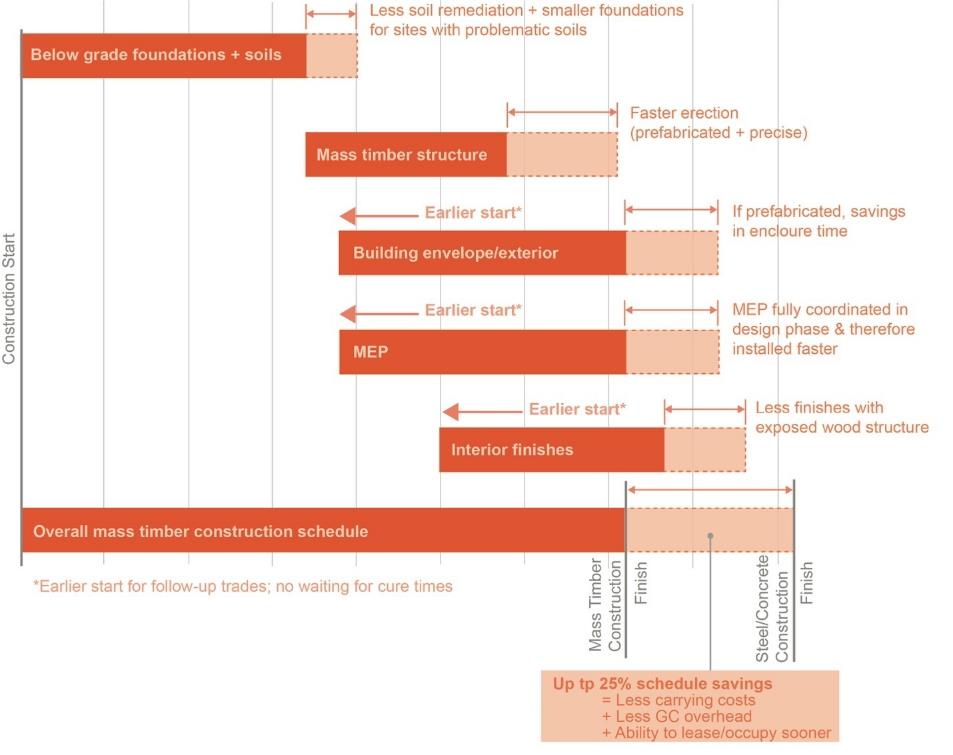 Less soil remediation + smaller foundations
for sites with problematic soils
Below grade foundations + soils
Faster erection
(prefabricated + precise)
Mass timber structure
Earlier start*
If prefabricated, savings
in encloure time
Building envelope/exterior
Earlier start*
MEP fully coordinated in
design phase & therefore
installed faster
MEP
Earlier start*
Less finishes with
exposed wood structure
Interior finishes
Construction Start
Overall mass timber construction schedule
*Earlier start for follow-up trades; no waiting for cure times
Mass Timber
Construction
Finish
Steel/Concrete
Construction
Finish
Up tp 25% schedule savings
= Less carrying costs
+ Less GC overhead
+ Ability to lease/occupy sooner